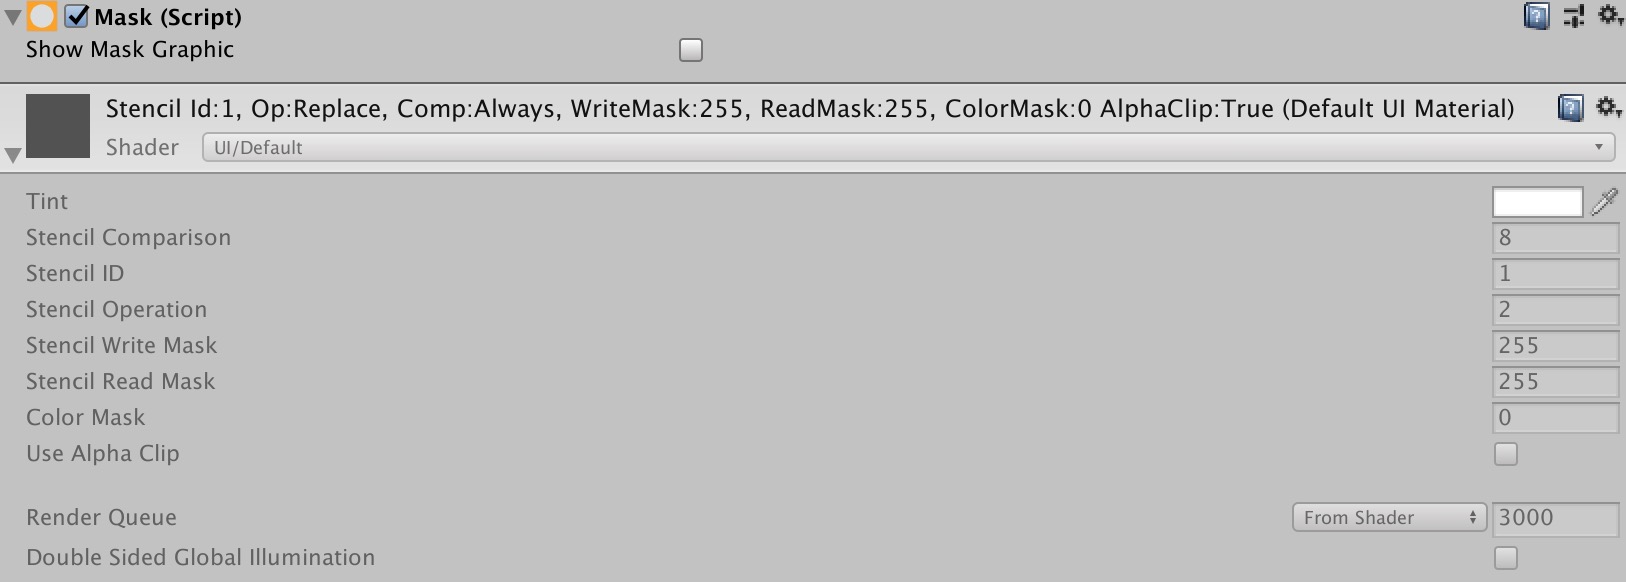 Mask (Script)
Show Mask Graphic
Stencil Id:1, Op:Replace, Comp:Always, WriteMask:255, ReadMask:255, ColorMask:0 AlphaClip:True (Default UI Material)
Shader UI/Default
Tint
Stencil Comparison 8
Stencil ID 1
Stencil Operation 2
Stencil Write Mask 255
Stencil Read Mask 255
Color Mask 0
Use Alpha Clip
Render Queue From Shader 3000
Double Sided Global Illumination